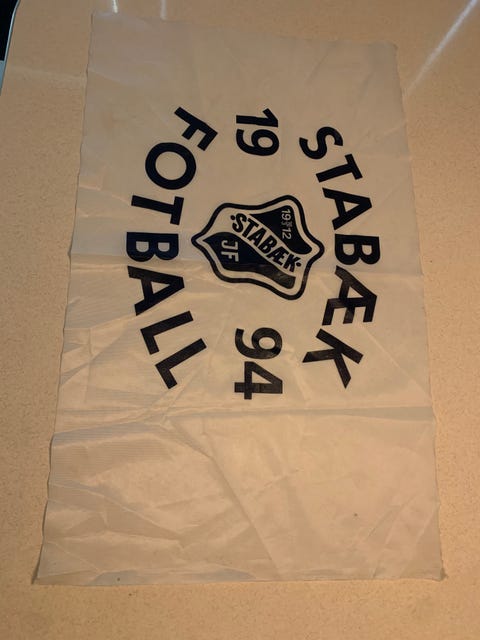 STABÆK
19 94
1912
STABÆK
JF
FOTBALL